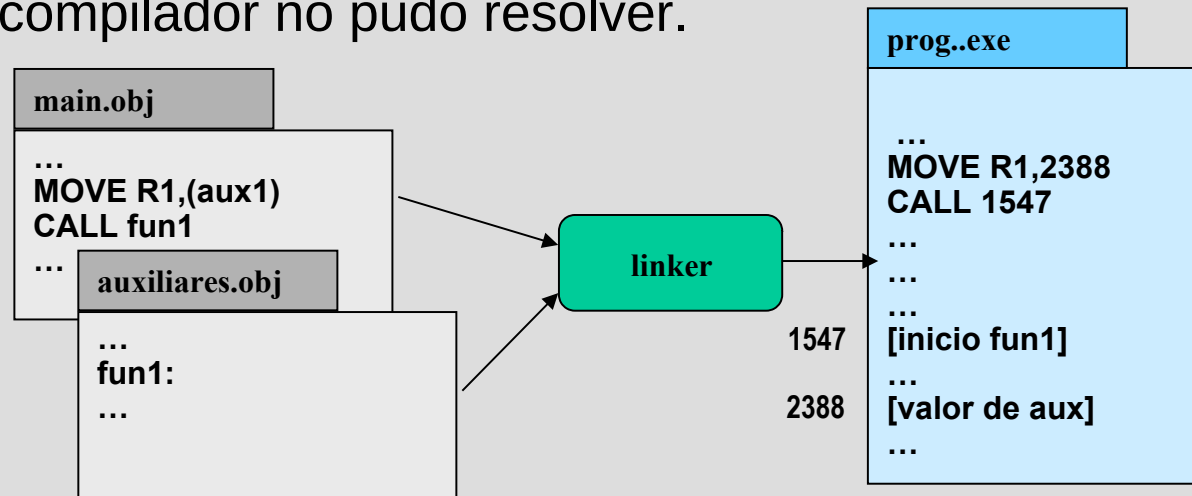 compilador no pudo resolver.
main.obj
…
MOVE R1,(aux1)
CALL fun1
…
auxiliares.obj
…
fun1:
…
linker
prog..exe
…
MOVE R1,2388
CALL 1547
…
…
…
1547 [inicio fun1]
…
2388 [valor de aux]
…